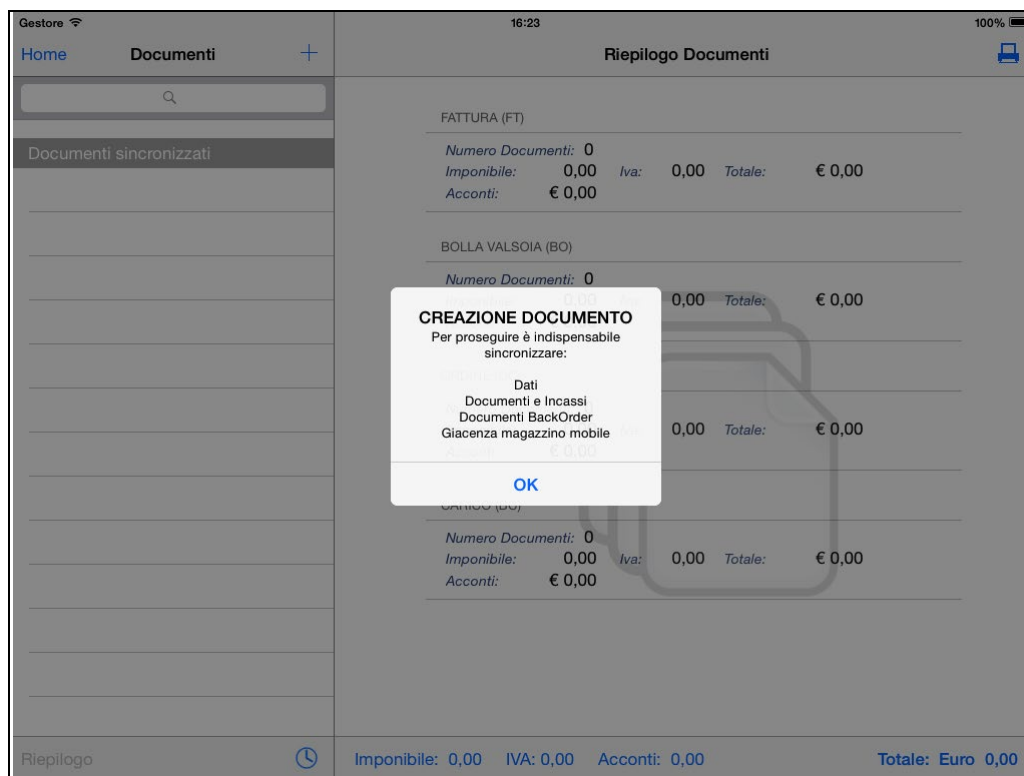 Gestore 16:23 100%
Home Documenti + Riepilogo Documenti
Documenti sincronizzati
FATTURA (FT)
Numero Documenti: 0
Imponibile: 0,00 Iva: 0,00 Totale: € 0,00
Acconti: € 0,00
BOLLA VALSOIA (BO)
Numero Documenti: 0
0,00 Totale: € 0,00
CREAZIONE DOCUMENTO
Per proseguire è indispensabile
sincronizzare:
Dati
Documenti e Incassi
Documenti BackOrder
Giacenza magazzino mobile
OK
0,00 Totale: € 0,00
Numero Documenti: 0
Imponibile: 0,00 Iva: 0,00 Totale: € 0,00
Acconti: € 0,00
Riepilogo
Imponibile: 0,00 IVA: 0,00 Acconti: 0,00 Totale: Euro 0,00